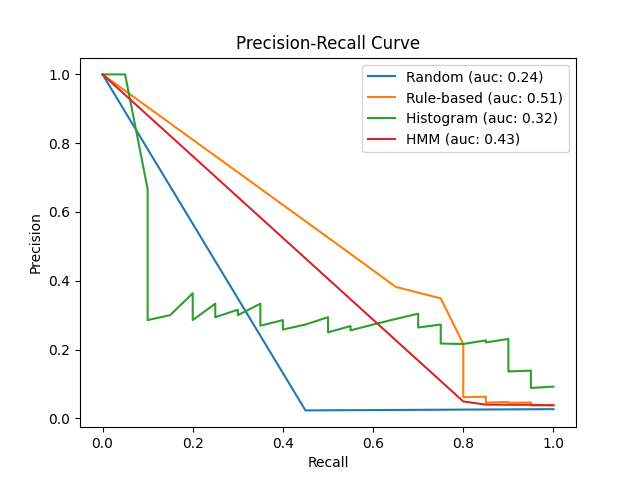 Precision-Recall Curve
Random (auc: 0.24)
Rule-based (auc: 0.51)
Histogram (auc: 0.32)
HMM (auc: 0.43)
Precision
1.0
0.8
0.6
0.4
0.2
0.0
0.0 0.2 0.4 0.6 0.8 1.0
Recall